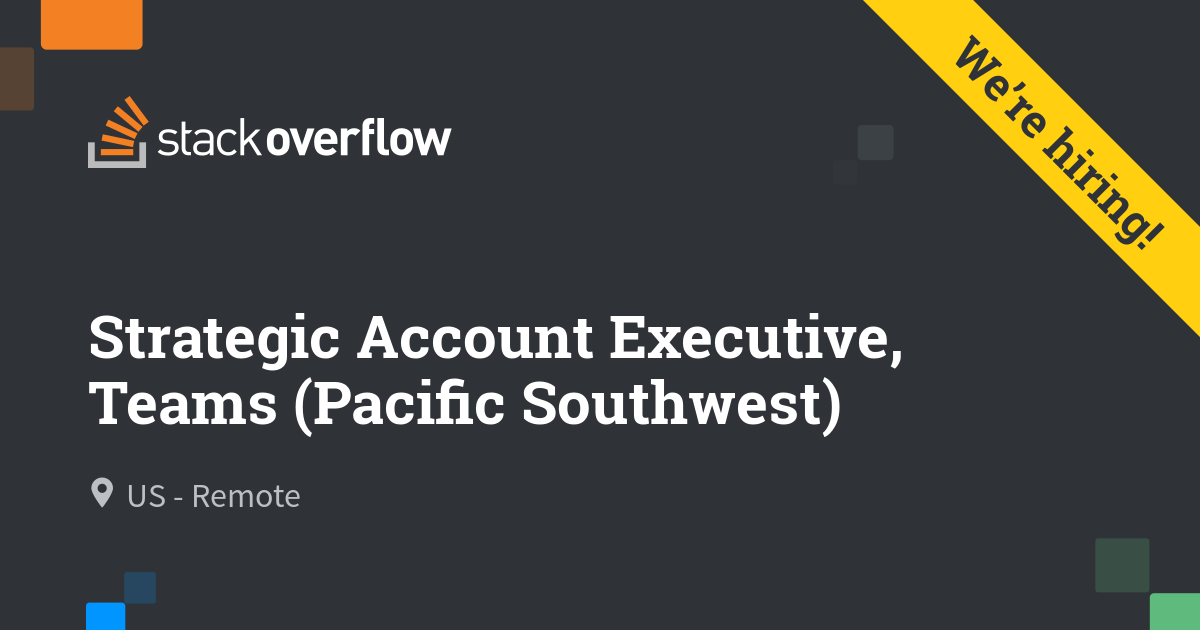 stackoverflow
We're hiring!
Strategic Account Executive,
Teams (Pacific Southwest)
US - Remote